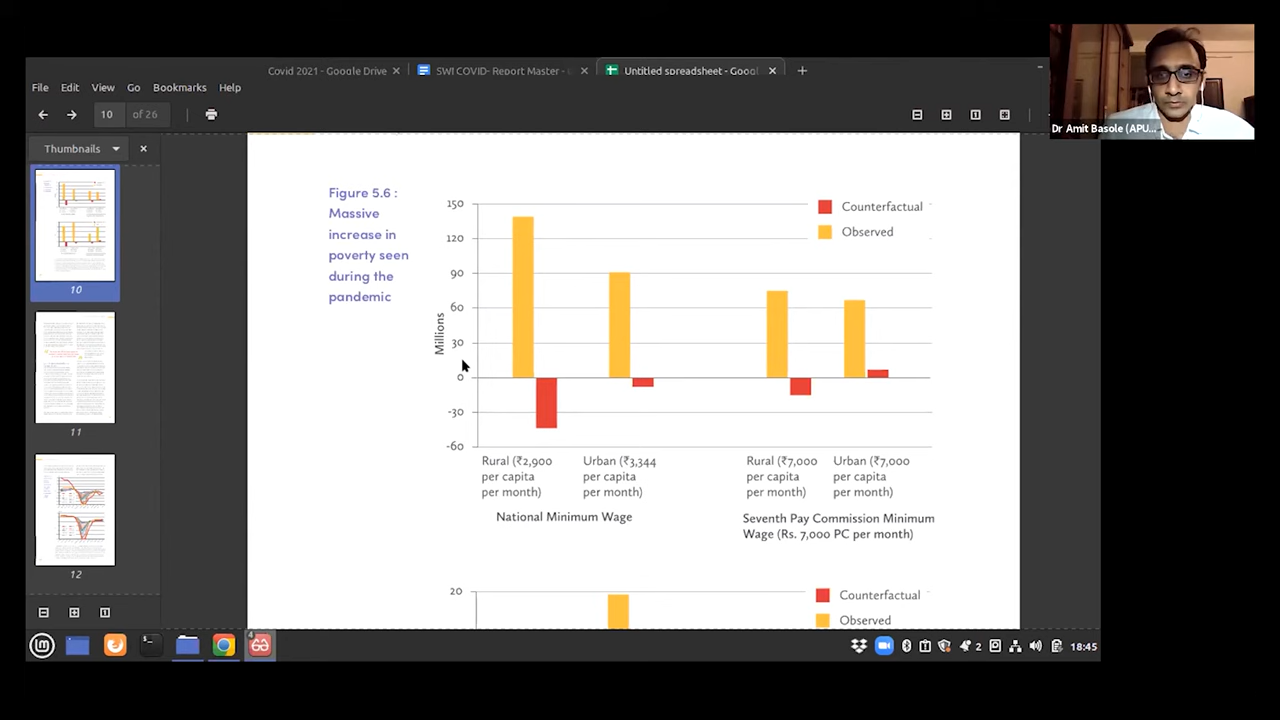 Covid 2021 - Google Drive
SWI COVID- Report Master -
Untitled spreadsheet - Goog
File Edit View Go Bookmarks Help
10 of 26
Dr Amit Basole (APU...
Thumbnails
Figure 5.6 :
Massive
increase in
poverty seen
during the
pandemic
Counterfactual
Observed
Millions
150
120
90
60
30
0
-30
-60
Rural (₹2,900
per capita
per month)
Urban (₹3,344
per capita
per month)
Rural (₹7,000
per capita
per month)
Urban (₹7,000
per capita
per month)
National Minimum Wage
Seventh Pay Commission Minimum
Wage (Rs. 7,000 PC per month)
20
Counterfactual
Observed
10
11
12
4
2
18:45